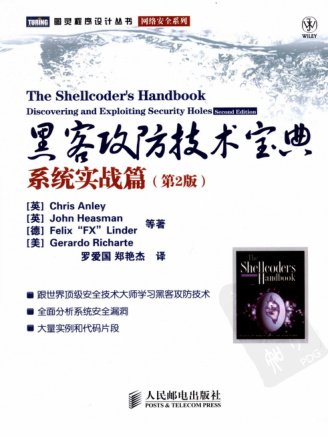 TURING 图灵程序设计丛书 网络安全系列
WILEY
The Shellcoder's Handbook
Discovering and Exploiting Security Holes Second Edition
黑客攻防技术宝典
系统实战篇(第2版)
[英] Chris Anley
[英] John Heasman
[德] Felix “FX” Linder 等著
[美] Gerardo Richarte
罗爱国 郑艳杰 译
The
Shellcoder's
Handbook
跟世界顶级安全技术大师学习黑客攻防技术
全面分析系统安全漏洞
大量实例和代码片段
人民邮电出版社
POSTS & TELECOM PRESS